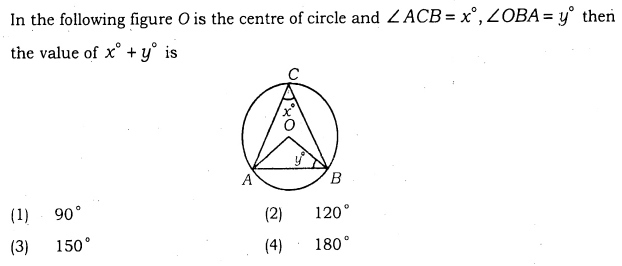 In the following figure O is the centre of circle and ∠ACB = x°, ∠OBA = y° then
the value of x° + y° is
C
x°
O
y°
A B
(1) 90° (2) 120°
(3) 150° (4) 180°